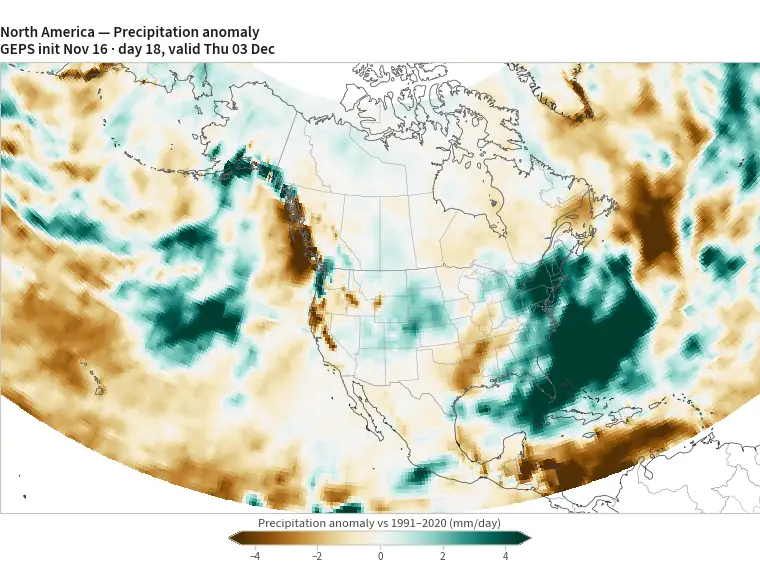 North America — Precipitation anomaly
GEPS init Nov 16 · day 18, valid Thu 03 Dec
Precipitation anomaly vs 1991–2020 (mm/day)
−4 −2 0 2 4